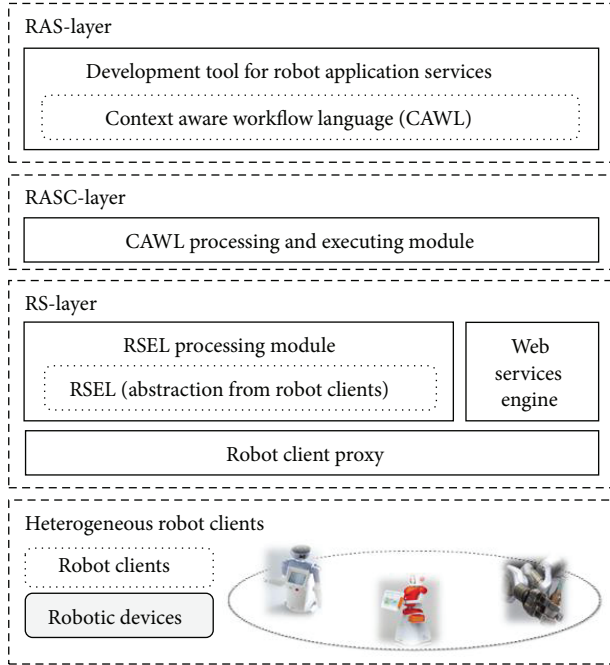 RAS-layer
Development tool for robot application services
Context aware workflow language (CAWL)
RASC-layer
CAWL processing and executing module
RS-layer
RSEL processing module
RSEL (abstraction from robot clients)
Web
services
engine
Robot client proxy
Heterogeneous robot clients
Robot clients
Robotic devices